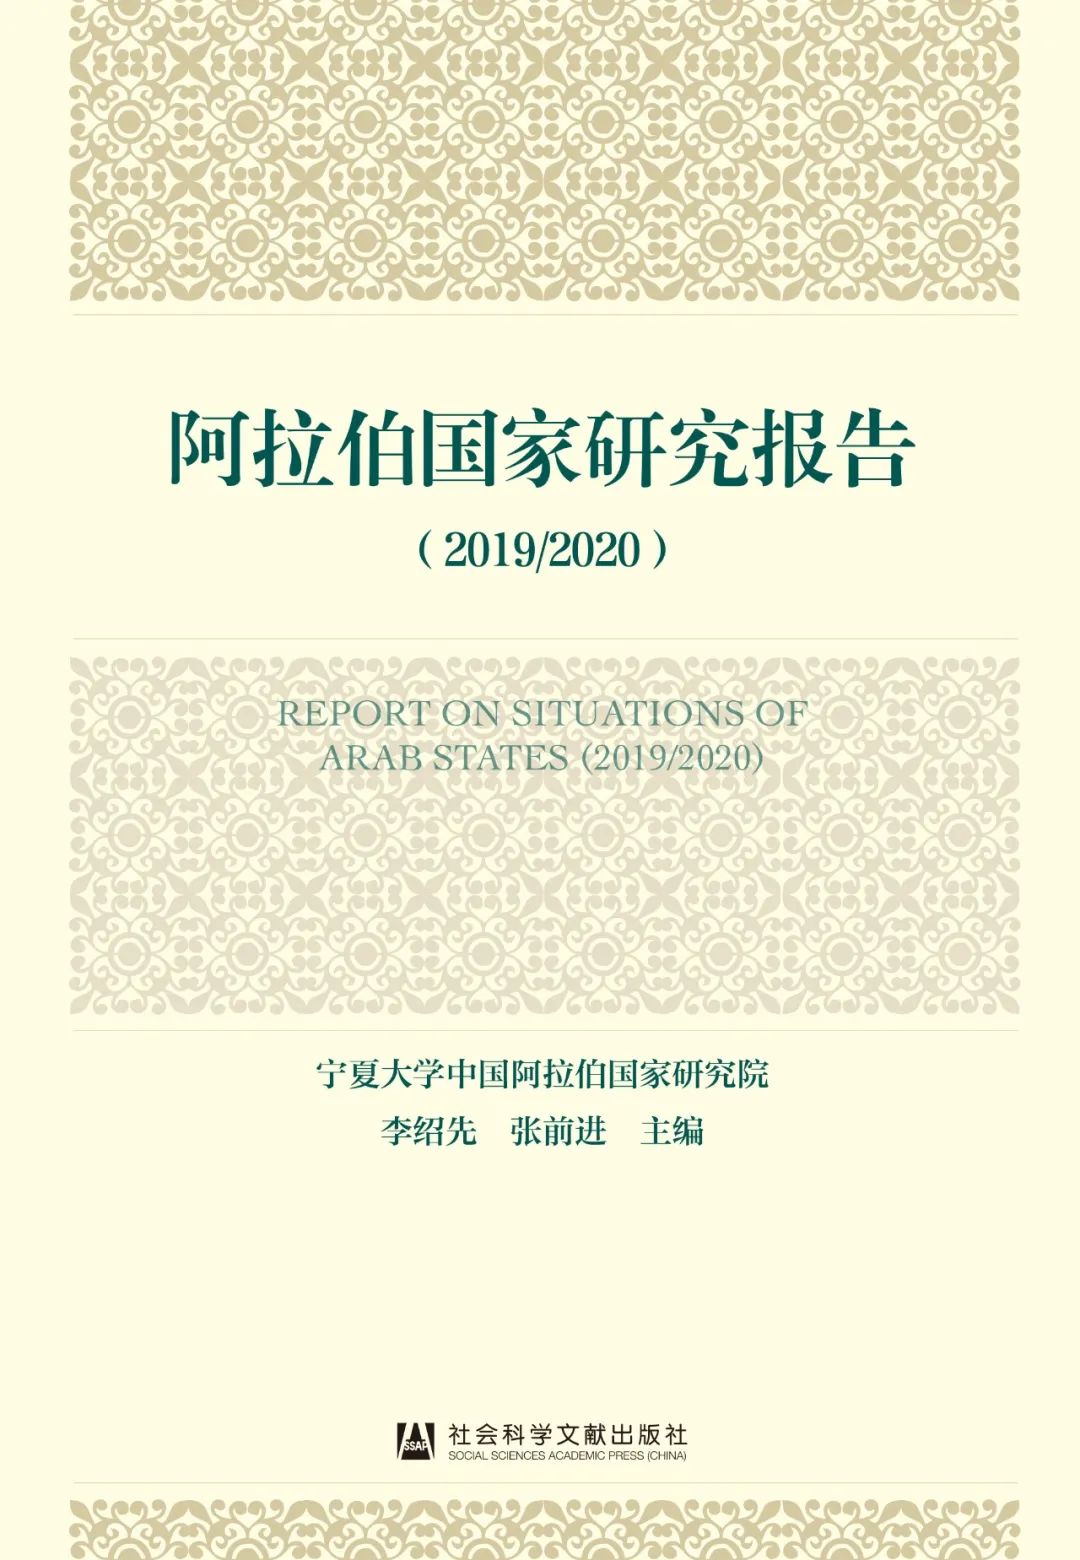 阿拉伯国家研究报告
（2019/2020）
REPORT ON SITUATIONS OF
ARAB STATES (2019/2020)
宁夏大学中国阿拉伯国家研究院
李绍先　张前进　主编
SSAP
社会科学文献出版社
SOCIAL SCIENCES ACADEMIC PRESS (CHINA)